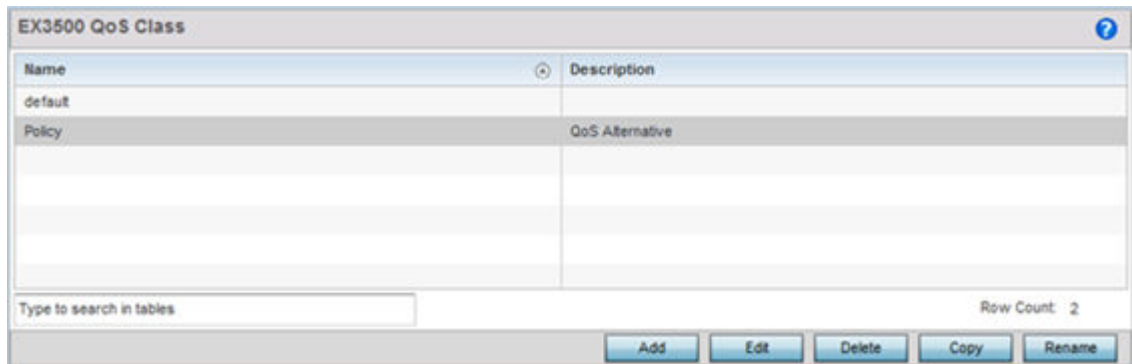 EX3500 QoS Class
?
Name Description
default
Policy QoS Alternative
Type to search in tables
Row Count: 2
Add Edit Delete Copy Rename